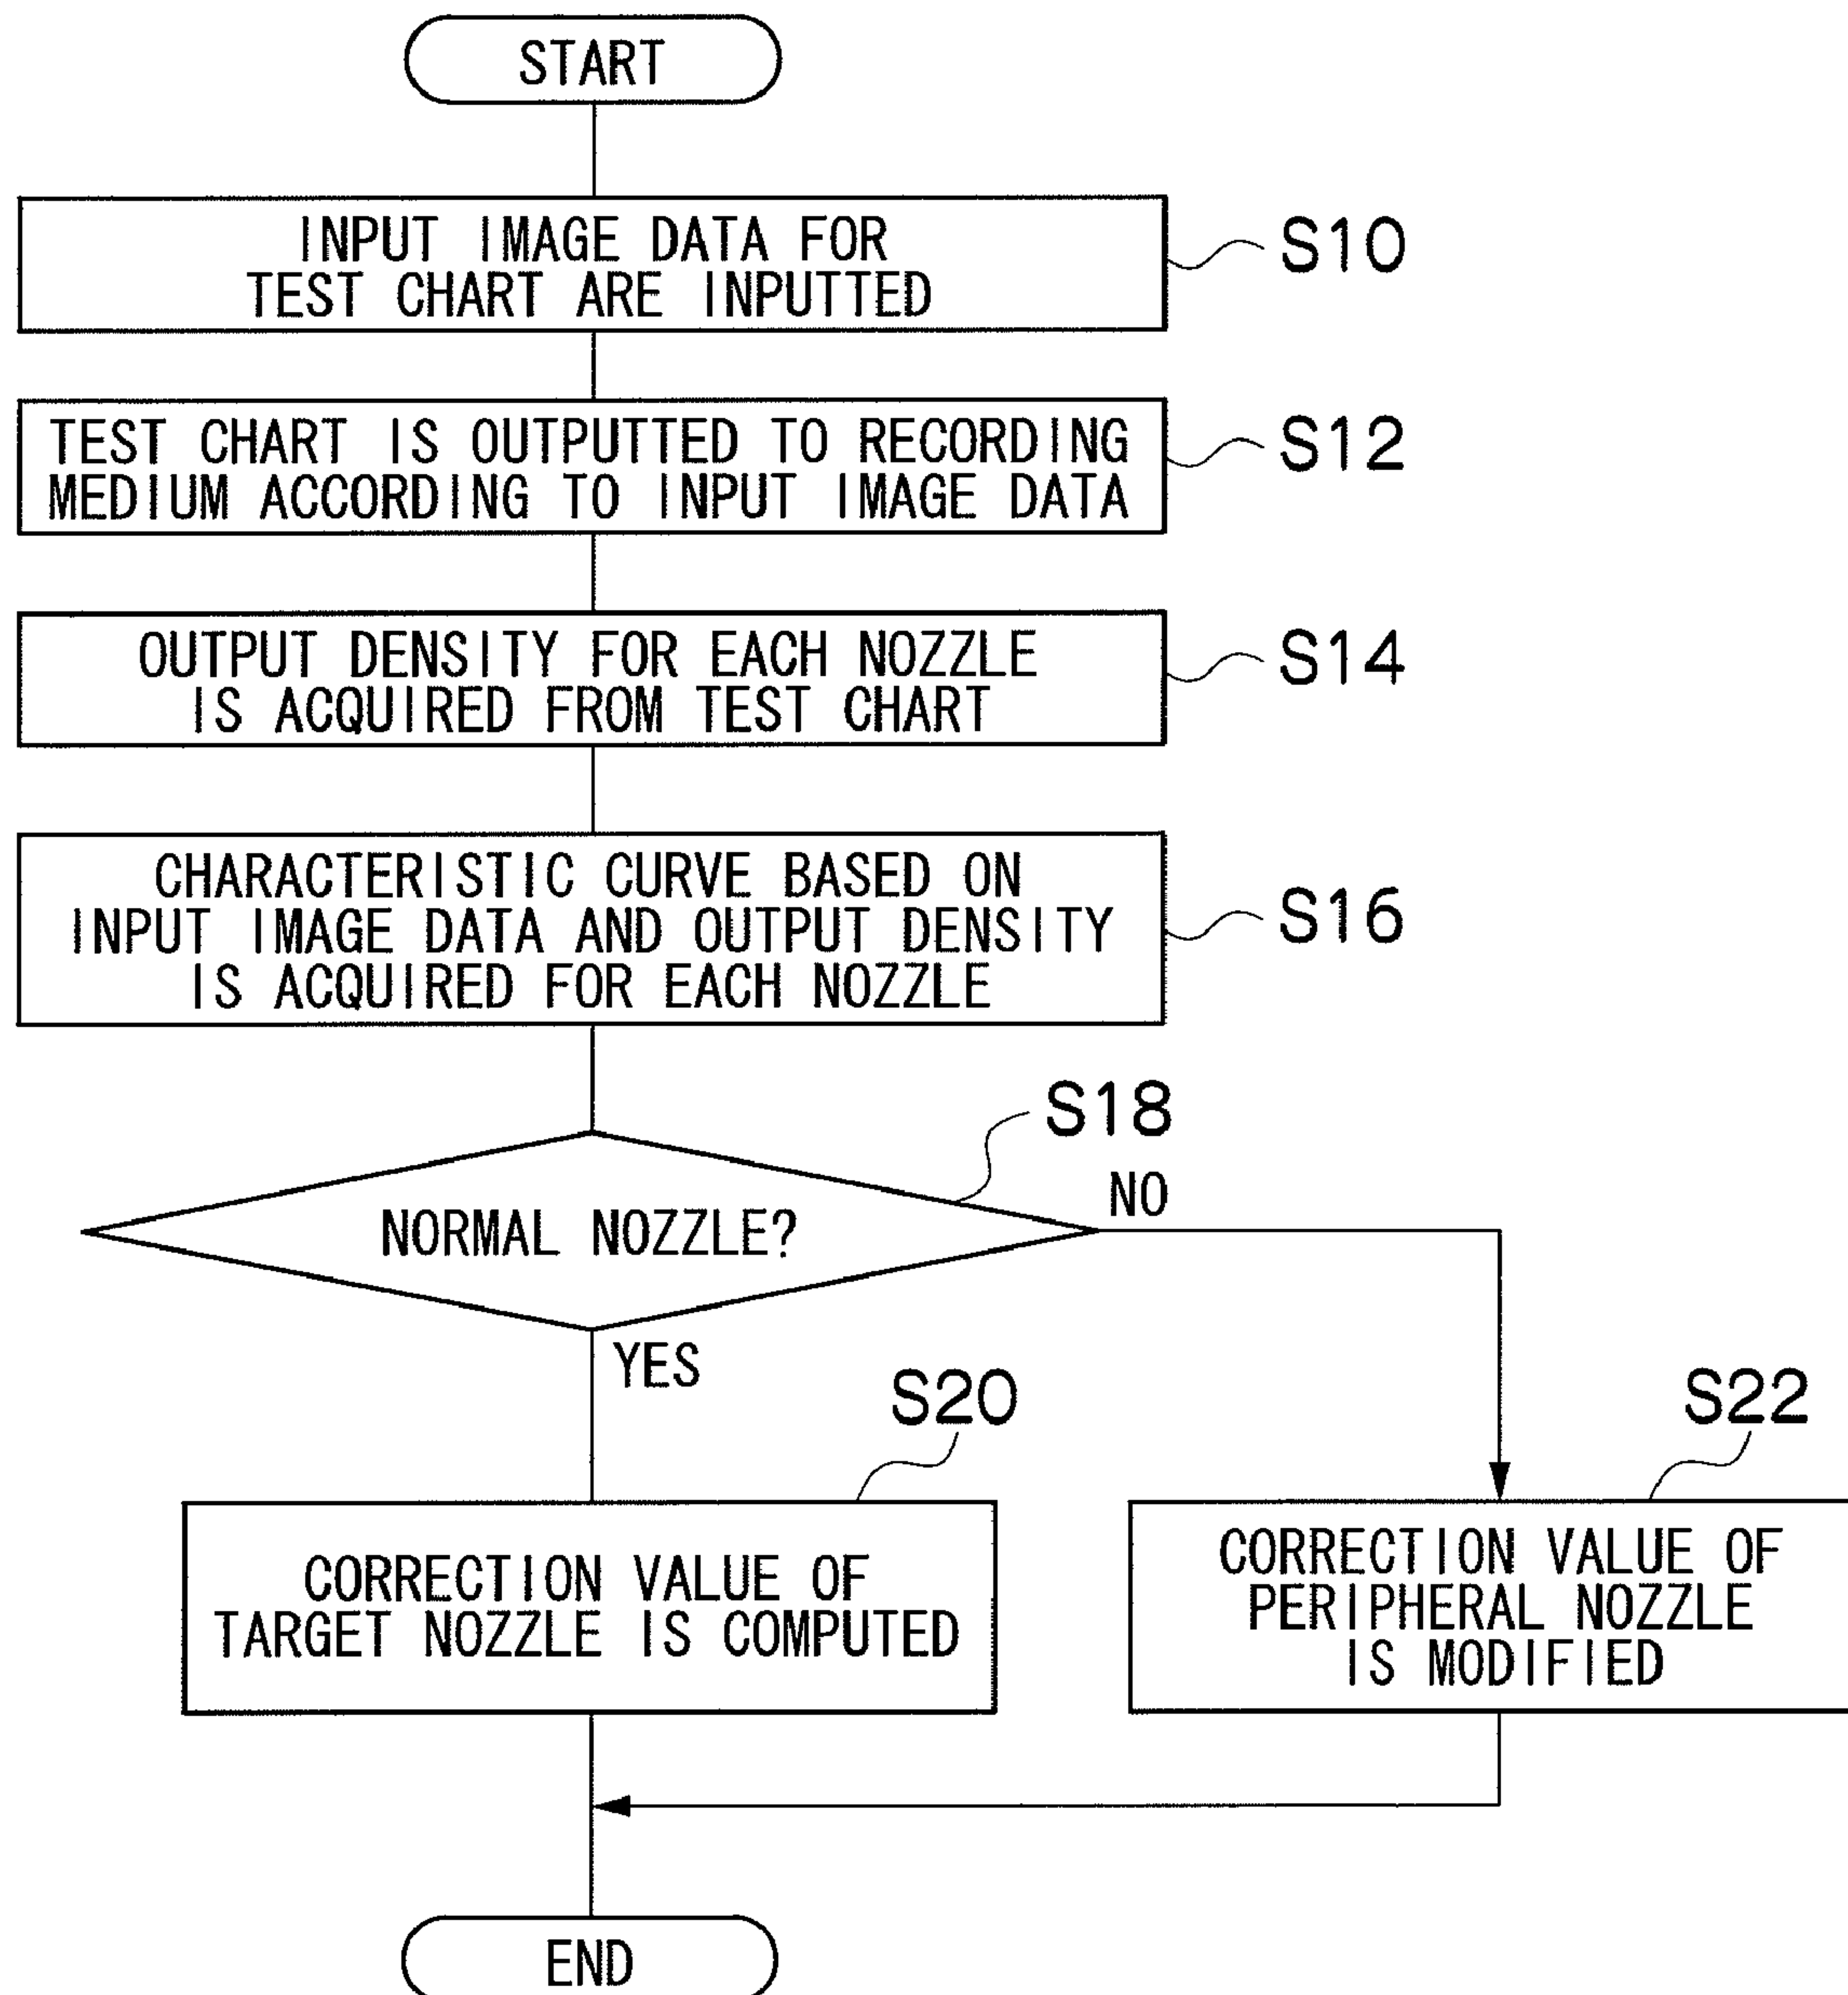 START
INPUT IMAGE DATA FOR
TEST CHART ARE INPUTTED
S10
TEST CHART IS OUTPUTTED TO RECORDING
MEDIUM ACCORDING TO INPUT IMAGE DATA
S12
OUTPUT DENSITY FOR EACH NOZZLE
IS ACQUIRED FROM TEST CHART
S14
CHARACTERISTIC CURVE BASED ON
INPUT IMAGE DATA AND OUTPUT DENSITY
IS ACQUIRED FOR EACH NOZZLE
S16
S18
NORMAL NOZZLE?
NO
YES
S20
CORRECTION VALUE OF
TARGET NOZZLE IS COMPUTED
S22
CORRECTION VALUE OF
PERIPHERAL NOZZLE
IS MODIFIED
END